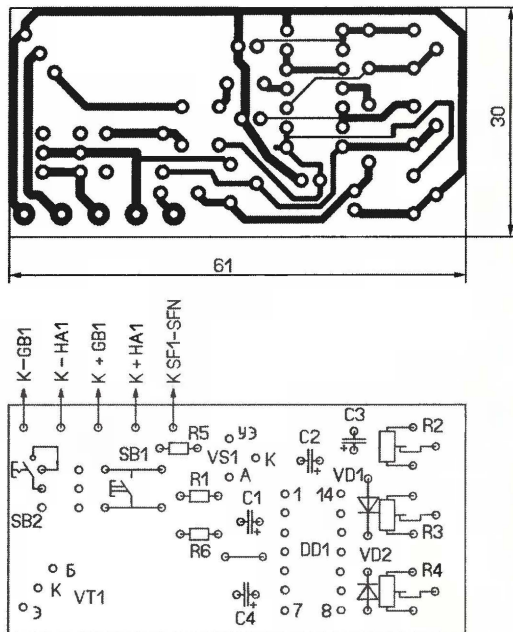 30
61
К-GB1
К-HA1
К+GB1
К+HA1
К SF1-SFN
R5
УЭ
C2
C3
R2
SB1
VS1
К
А
R1
VD1
SB2
C1
1
14
R3
R6
DD1
VD2
Б
К
VT1
Э
C4
7
8
R4